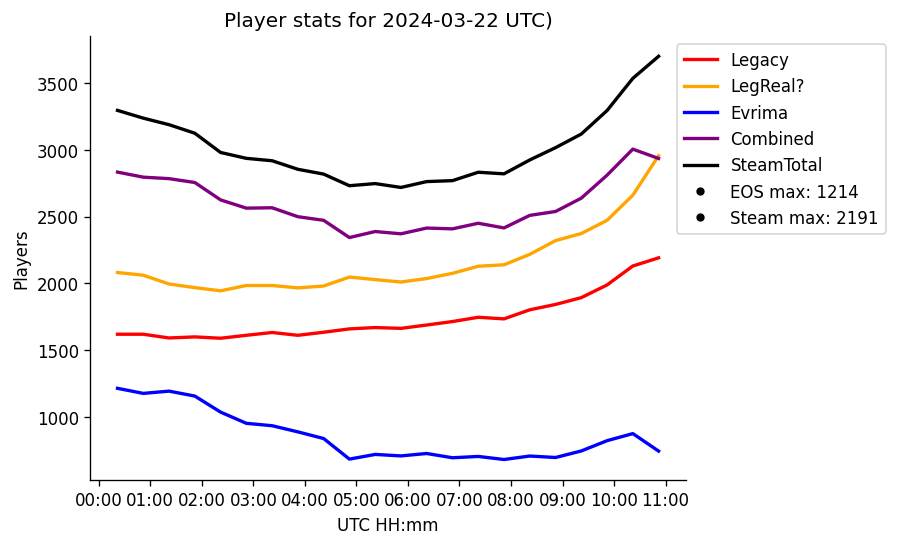 Player stats for 2024-03-22 UTC)
Players
3500
3000
2500
2000
1500
1000
00:00 01:00 02:00 03:00 04:00 05:00 06:00 07:00 08:00 09:00 10:00 11:00
UTC HH:mm
Legacy
LegReal?
Evrima
Combined
SteamTotal
EOS max: 1214
Steam max: 2191